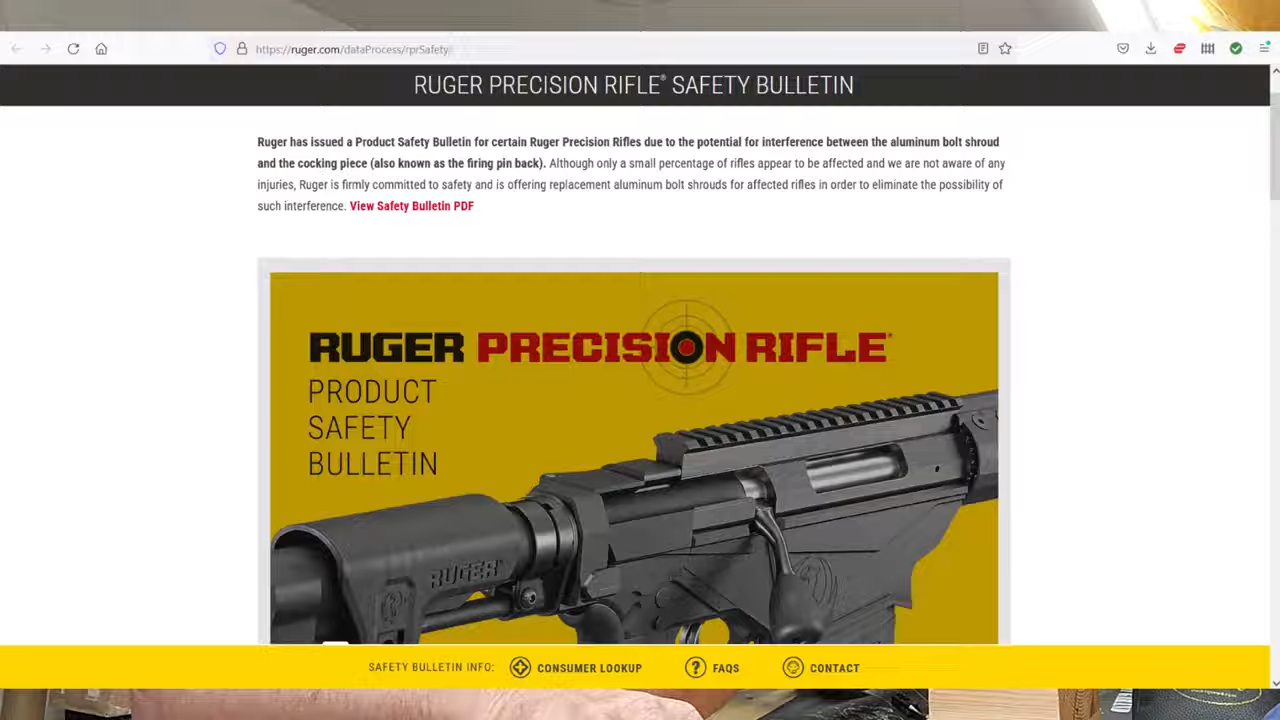 https://ruger.com/dataProcess/rprSafety
RUGER PRECISION RIFLE® SAFETY BULLETIN
Ruger has issued a Product Safety Bulletin for certain Ruger Precision Rifles due to the potential for interference between the aluminum bolt shroud
and the cocking piece (also known as the firing pin back). Although only a small percentage of rifles appear to be affected and we are not aware of any
injuries, Ruger is firmly committed to safety and is offering replacement aluminum bolt shrouds for affected rifles in order to eliminate the possibility of
such interference. View Safety Bulletin PDF
RUGER PRECISION RIFLE®
PRODUCT
SAFETY
BULLETIN
RUGER
SAFETY BULLETIN INFO: CONSUMER LOOKUP ? FAQS CONTACT